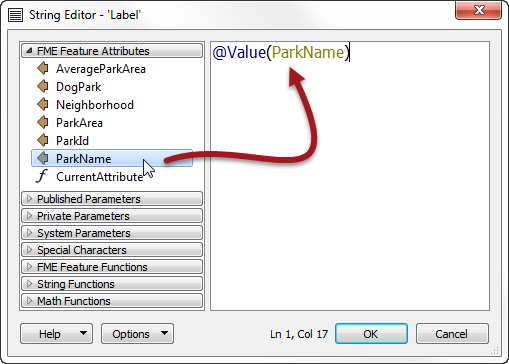 String Editor - 'Label'
FME Feature Attributes
AverageParkArea
DogPark
Neighborhood
ParkArea
ParkId
ParkName
CurrentAttribute
Published Parameters
Private Parameters
System Parameters
Special Characters
FME Feature Functions
String Functions
Math Functions
@Value(ParkName)
Help Options Ln 1, Col 17 OK Cancel